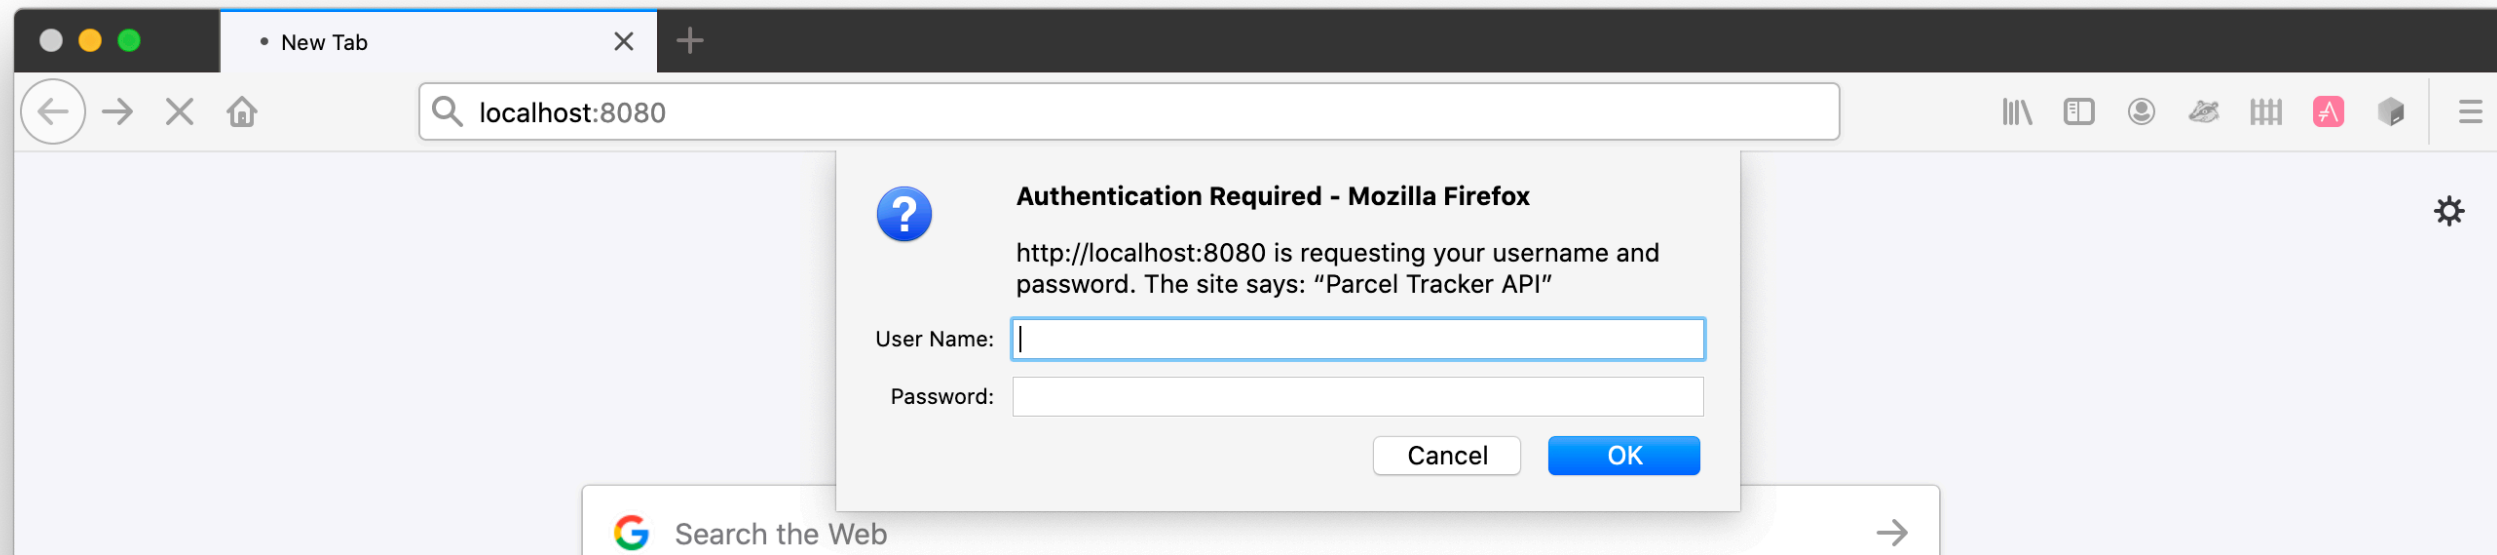 New Tab
localhost:8080
Authentication Required - Mozilla Firefox
http://localhost:8080 is requesting your username and
password. The site says: “Parcel Tracker API”
User Name:
Password:
Cancel
OK
Search the Web